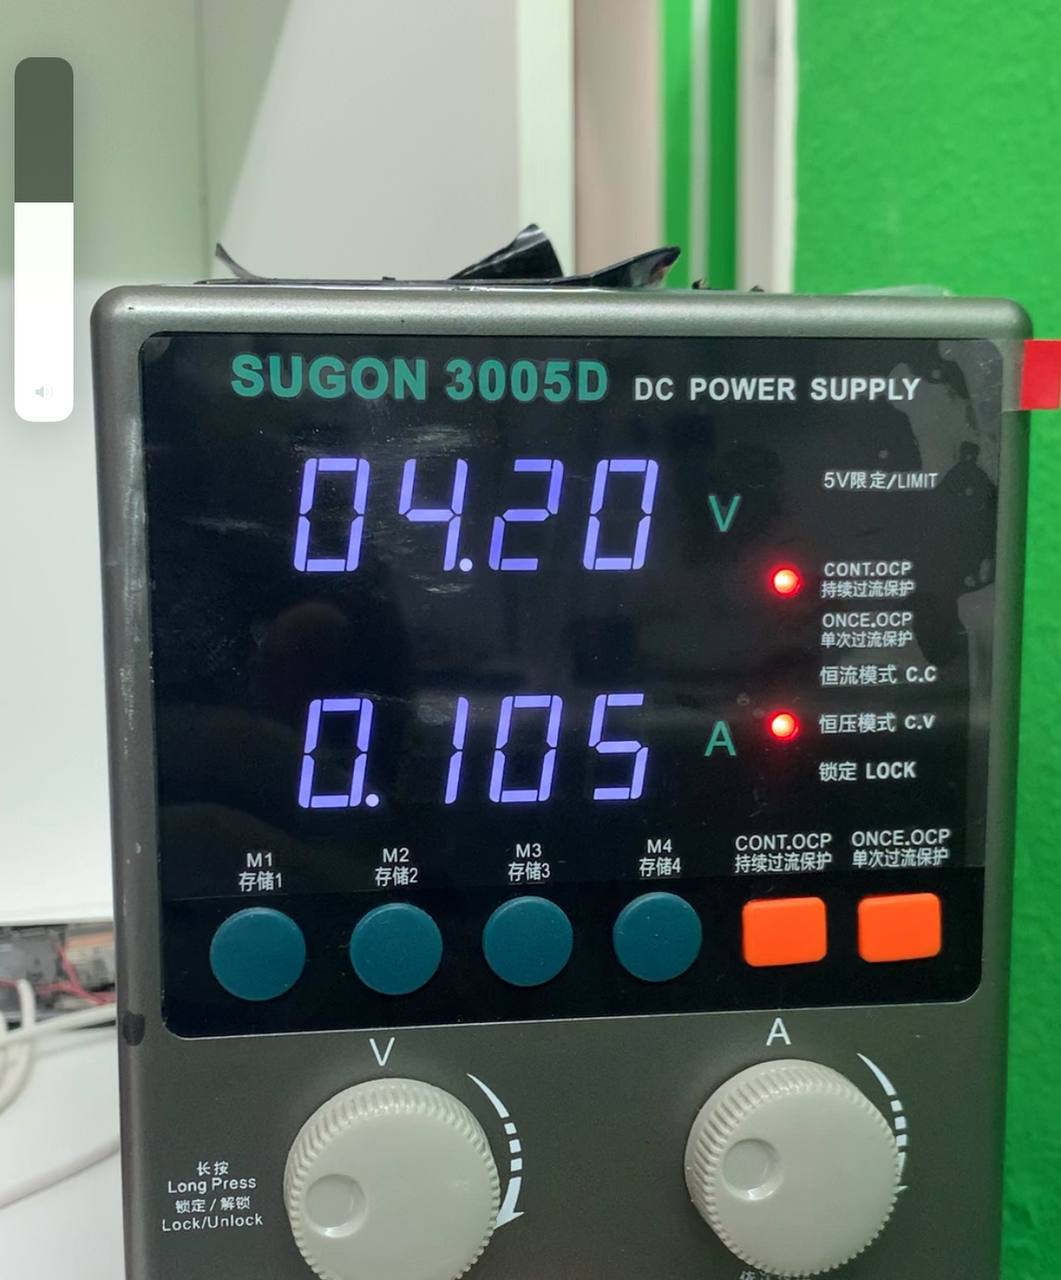 SUGON 3005D DC POWER SUPPLY
04.20 V
5V限定/LIMIT
CONT.OCP
持续过流保护
ONCE.OCP
单次过流保护
恒流模式 C.C
0.105 A
恒压模式 C.V
锁定 LOCK
M1
存储1
M2
存储2
M3
存储3
M4
存储4
CONT.OCP
持续过流保护
ONCE.OCP
单次过流保护
V
A
长按
Long Press
锁定/解锁
Lock/Unlock